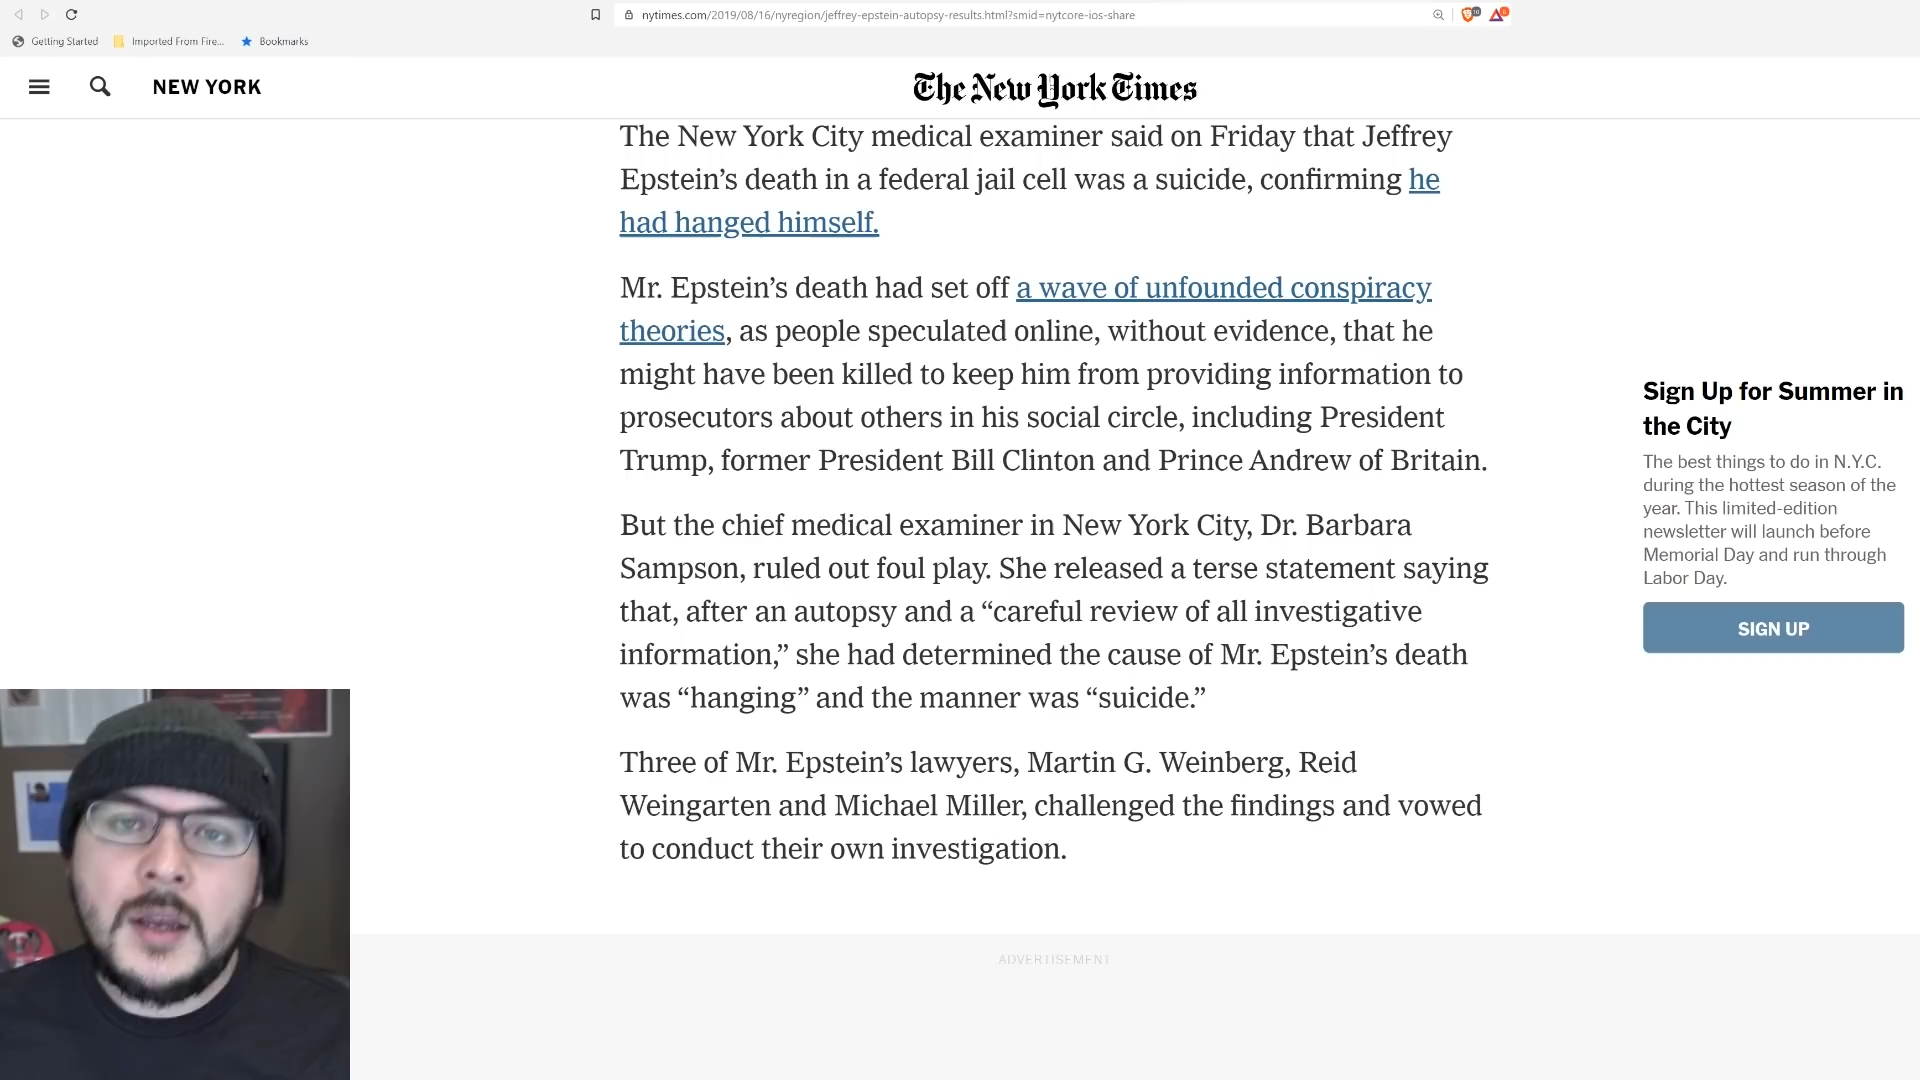 nytimes.com/2019/08/16/nyregion/jeffrey-epstein-autopsy-results.html?smid=nytcore-ios-share
Getting Started
Imported From Fire...
Bookmarks
NEW YORK
The New York Times
The New York City medical examiner said on Friday that Jeffrey
Epstein’s death in a federal jail cell was a suicide, confirming he
had hanged himself.
Mr. Epstein’s death had set off a wave of unfounded conspiracy
theories, as people speculated online, without evidence, that he
might have been killed to keep him from providing information to
prosecutors about others in his social circle, including President
Trump, former President Bill Clinton and Prince Andrew of Britain.
But the chief medical examiner in New York City, Dr. Barbara
Sampson, ruled out foul play. She released a terse statement saying
that, after an autopsy and a “careful review of all investigative
information,” she had determined the cause of Mr. Epstein’s death
was “hanging” and the manner was “suicide.”
Three of Mr. Epstein’s lawyers, Martin G. Weinberg, Reid
Weingarten and Michael Miller, challenged the findings and vowed
to conduct their own investigation.
Sign Up for Summer in
the City
The best things to do in N.Y.C.
during the hottest season of the
year. This limited-edition
newsletter will launch before
Memorial Day and run through
Labor Day.
SIGN UP
ADVERTISEMENT